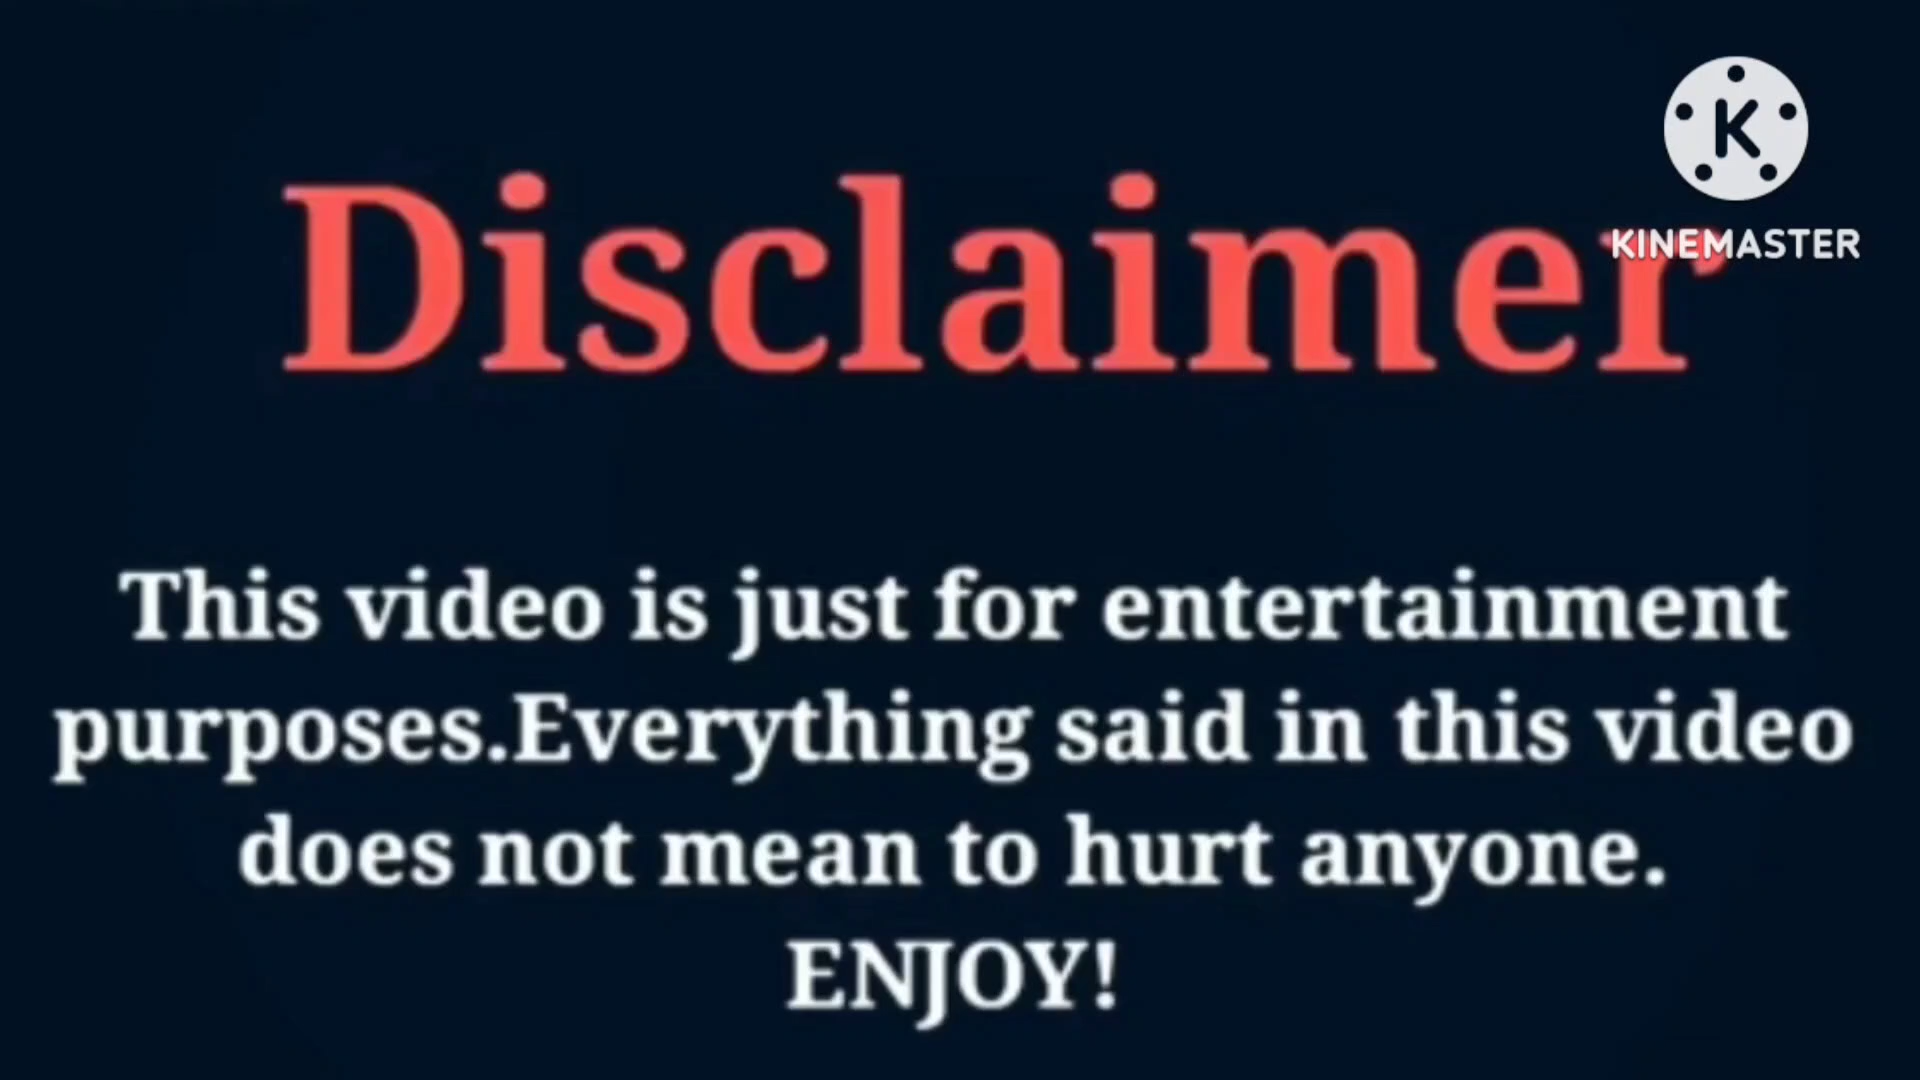 K
KINEMASTER
Disclaimer
This video is just for entertainment
purposes.Everything said in this video
does not mean to hurt anyone.
ENJOY!